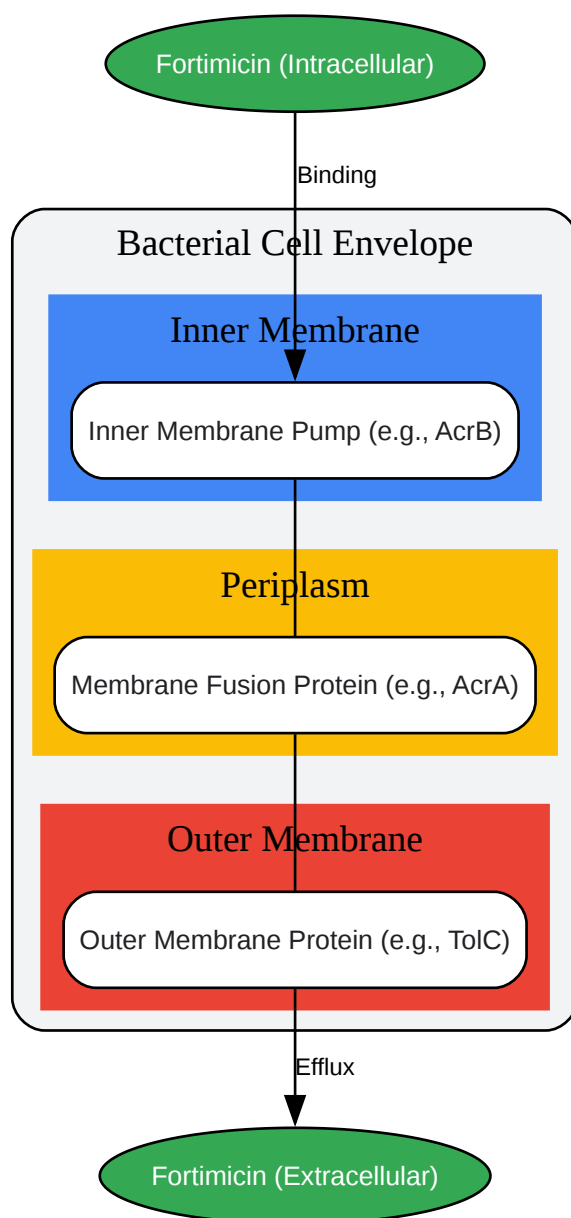 Fortimicin (Intracellular)
Binding
Bacterial Cell Envelope
Inner Membrane
Inner Membrane Pump (e.g., AcrB)
Periplasm
Membrane Fusion Protein (e.g., AcrA)
Outer Membrane
Outer Membrane Protein (e.g., TolC)
Efflux
Fortimicin (Extracellular)